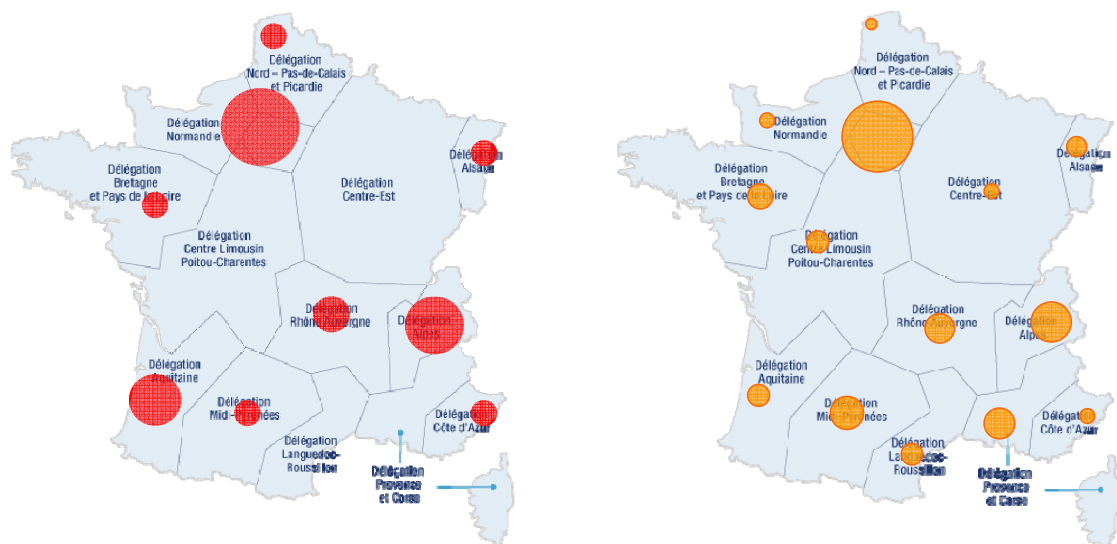 Délégation
Nord – Pas-de-Calais
et Picardie
Délégation
Normandie
Délégation
Alsace
Délégation
Bretagne
et Pays de la Loire
Délégation
Centre-Est
Délégation
Centre Limousin
Poitou-Charentes
Délégation
Rhône Auvergne
Délégation
Alpes
Délégation
Aquitaine
Délégation
Midi-Pyrénées
Délégation
Côte d'Azur
Délégation
Languedoc-
Roussillon
Délégation
Provence
et Corse
Délégation
Nord – Pas-de-Calais
et Picardie
Délégation
Normandie
Délégation
Alsace
Délégation
Bretagne
et Pays de la Loire
Délégation
Centre-Est
Délégation
Centre Limousin
Poitou-Charentes
Délégation
Rhône Auvergne
Délégation
Alpes
Délégation
Aquitaine
Délégation
Midi-Pyrénées
Délégation
Côte d'Azur
Délégation
Languedoc-
Roussillon
Délégation
Provence
et Corse